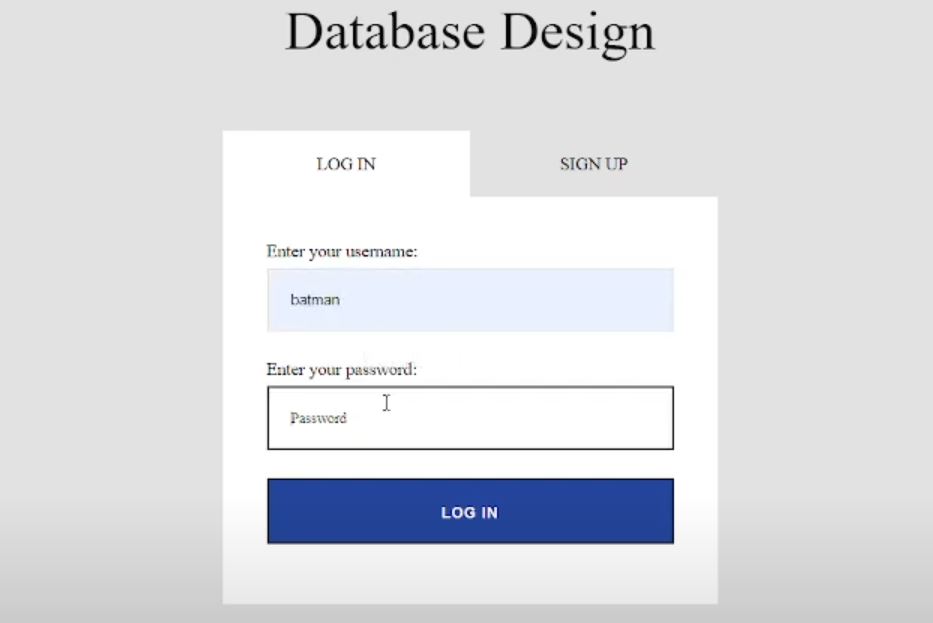 Database Design
LOG IN
SIGN UP
Enter your username:
batman
Enter your password:
Password
LOG IN